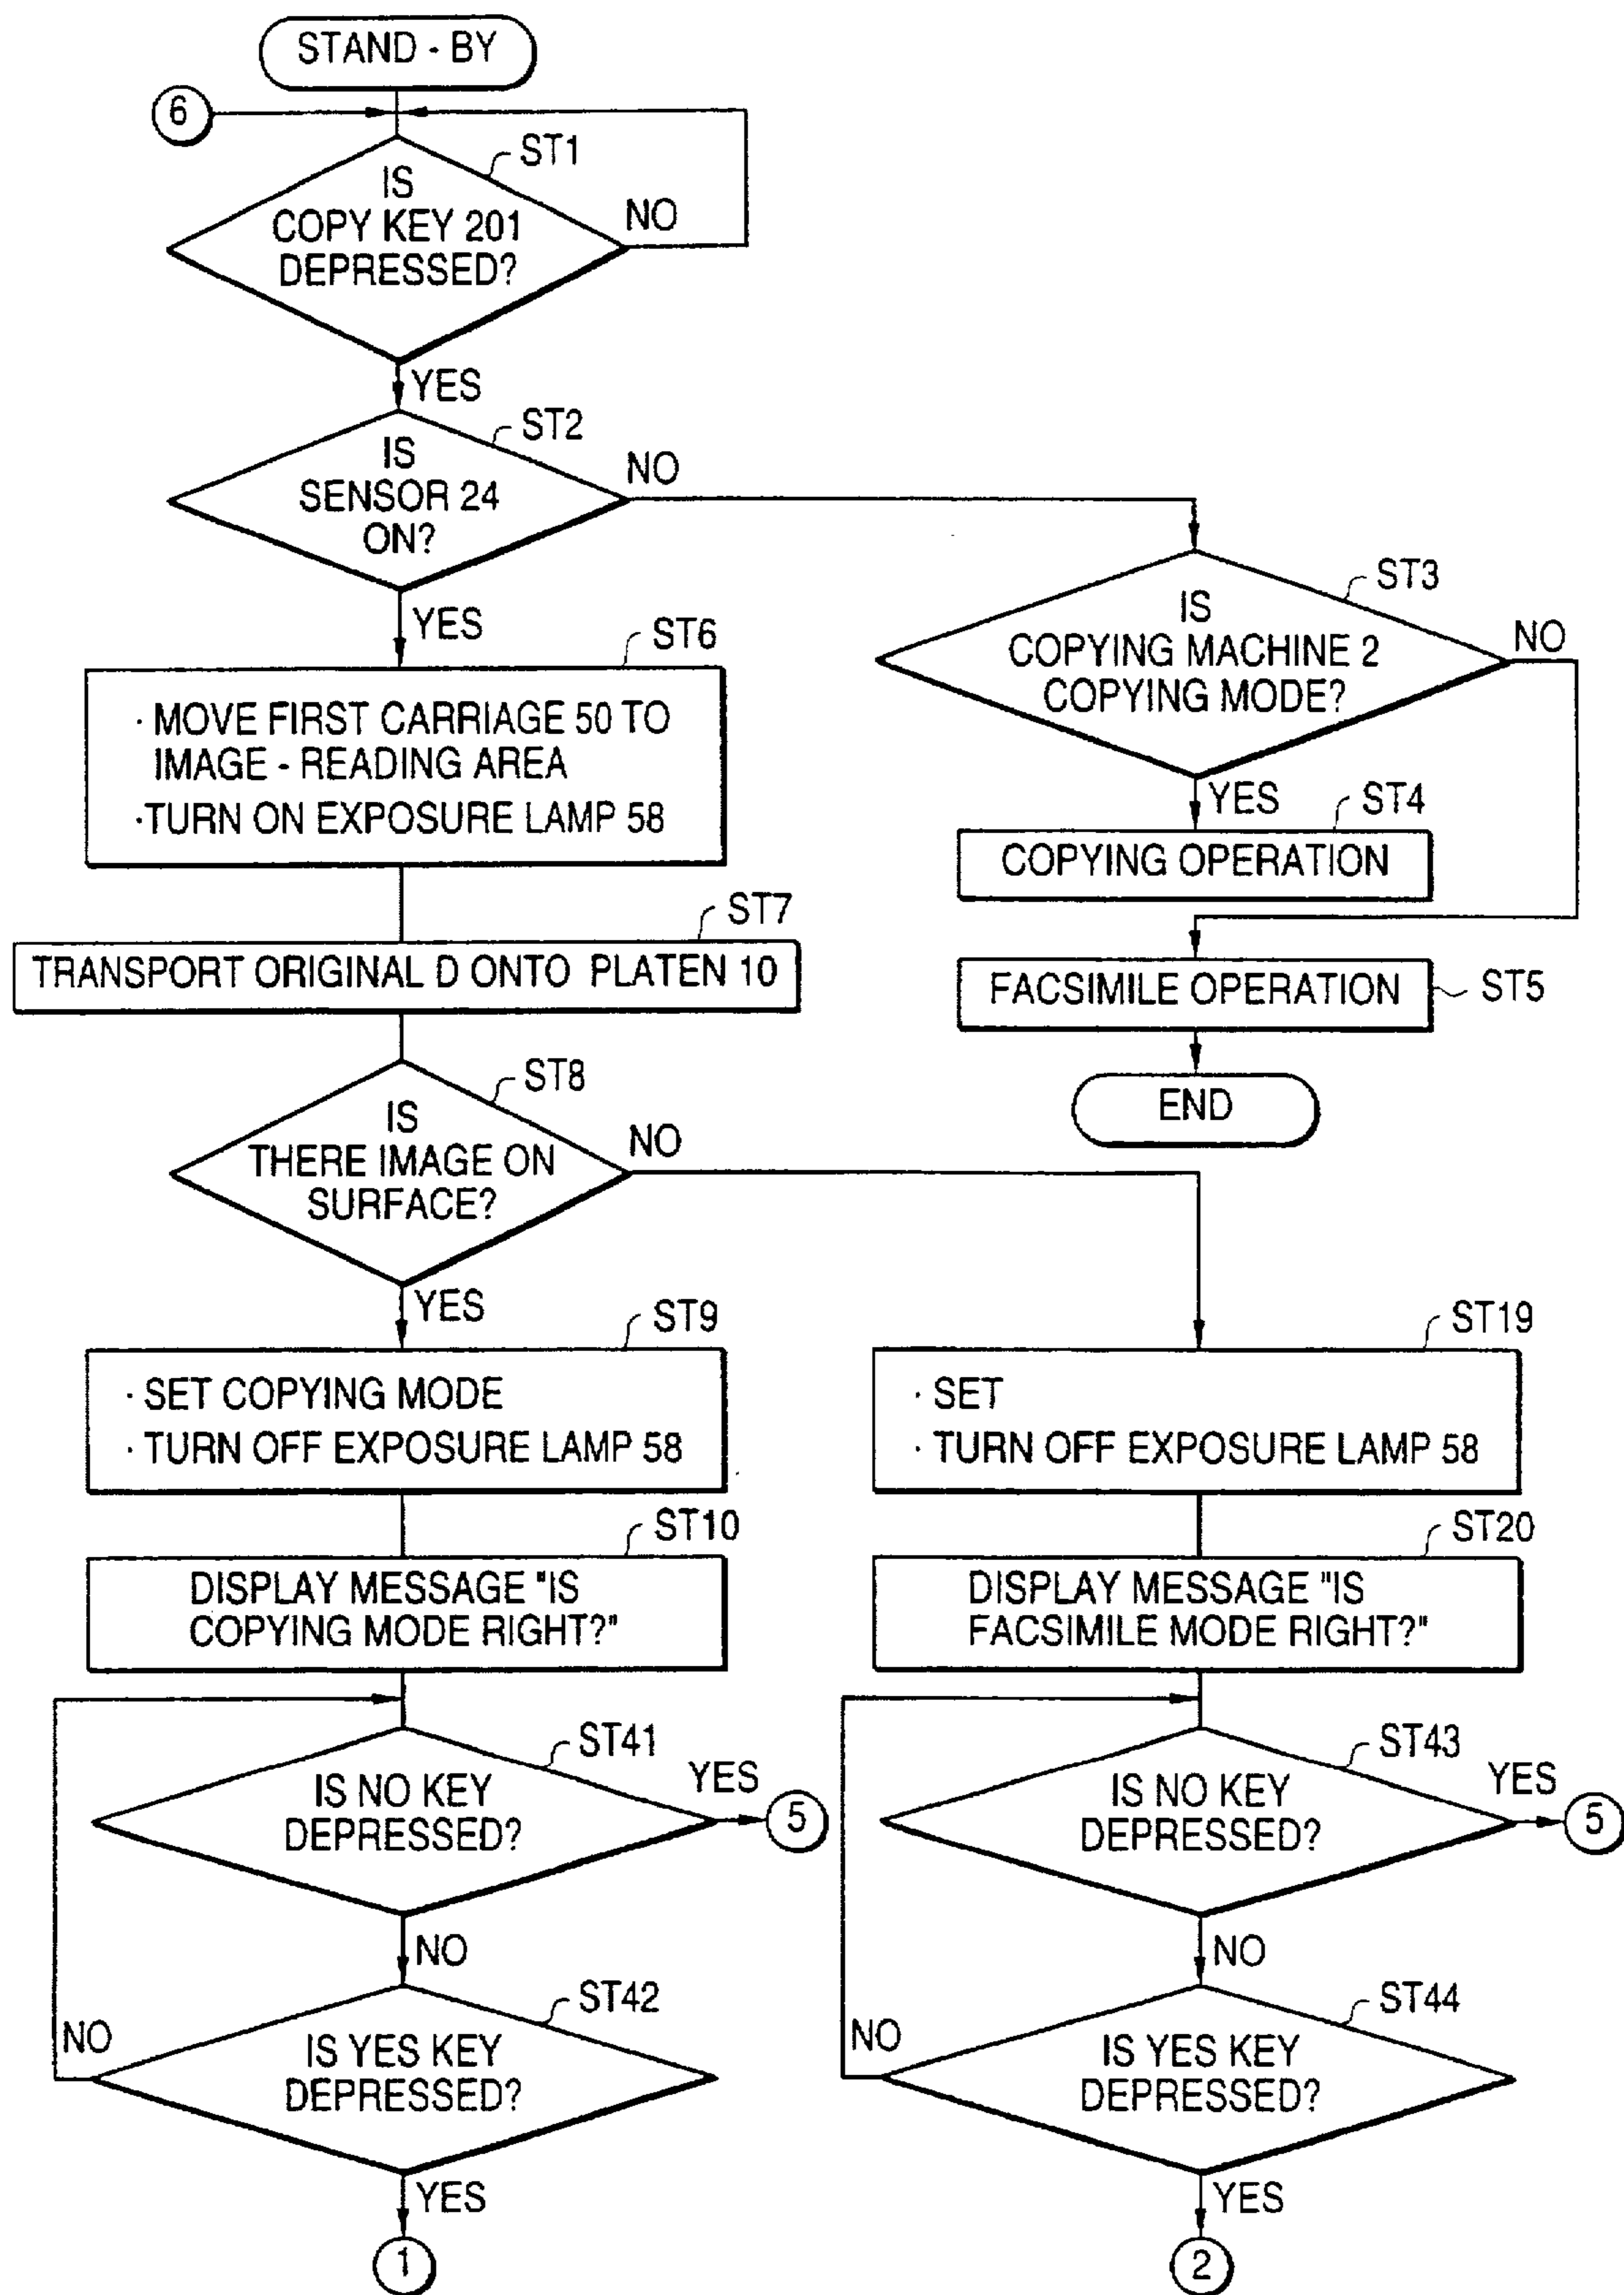 STAND - BY
6
ST1
IS
COPY KEY 201
DEPRESSED?
NO
YES
ST2
IS
SENSOR 24
ON?
NO
YES
ST3
IS
COPYING MACHINE 2
COPYING MODE?
NO
YES
ST4
COPYING OPERATION
FACSIMILE OPERATION
ST5
END
ST6
· MOVE FIRST CARRIAGE 50 TO
IMAGE - READING AREA
·TURN ON EXPOSURE LAMP 58
ST7
TRANSPORT ORIGINAL D ONTO PLATEN 10
ST8
IS
THERE IMAGE ON
SURFACE?
NO
YES
ST9
· SET COPYING MODE
· TURN OFF EXPOSURE LAMP 58
ST10
DISPLAY MESSAGE "IS
COPYING MODE RIGHT?"
ST41
IS NO KEY
DEPRESSED?
YES
5
NO
ST42
IS YES KEY
DEPRESSED?
NO
YES
1
ST19
· SET
· TURN OFF EXPOSURE LAMP 58
ST20
DISPLAY MESSAGE "IS
FACSIMILE MODE RIGHT?"
ST43
IS NO KEY
DEPRESSED?
YES
5
NO
ST44
IS YES KEY
DEPRESSED?
NO
YES
2